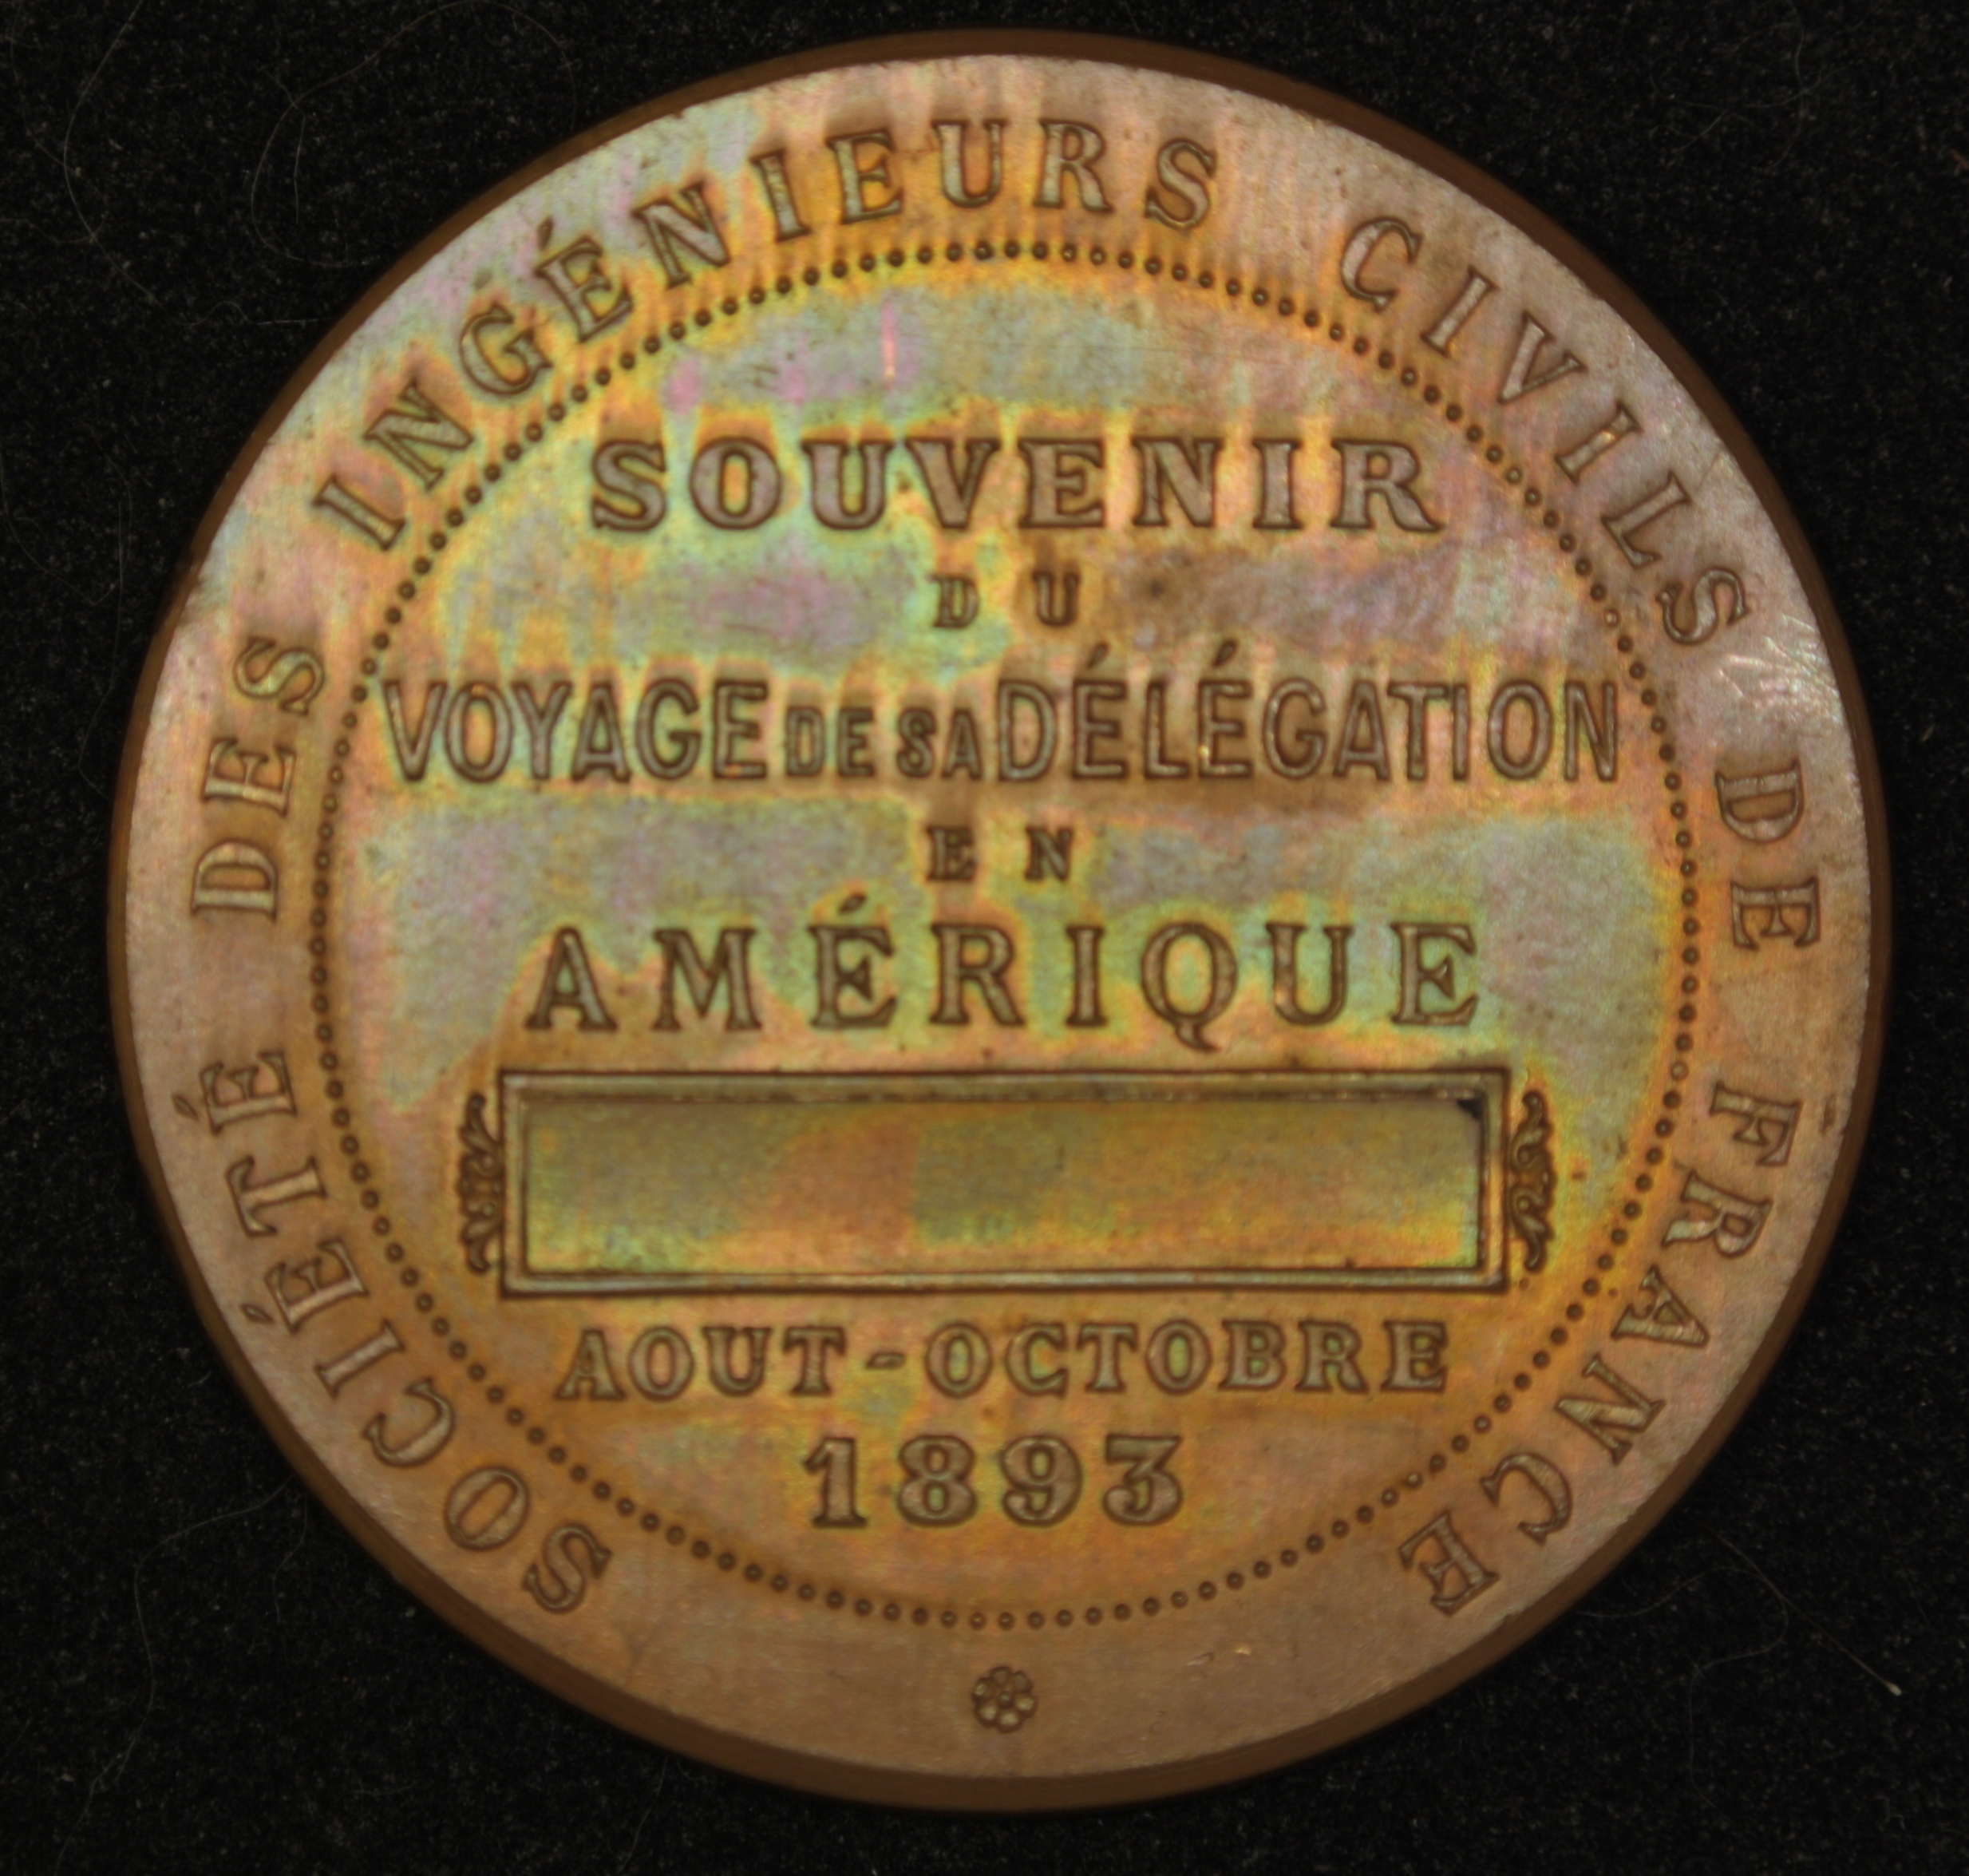 SOCIÉTÉ DES INGÉNIEURS CIVILS DE FRANCE
SOUVENIR
DU
VOYAGE DE SA DÉLÉGATION
EN
AMÉRIQUE
AOUT-OCTOBRE
1893